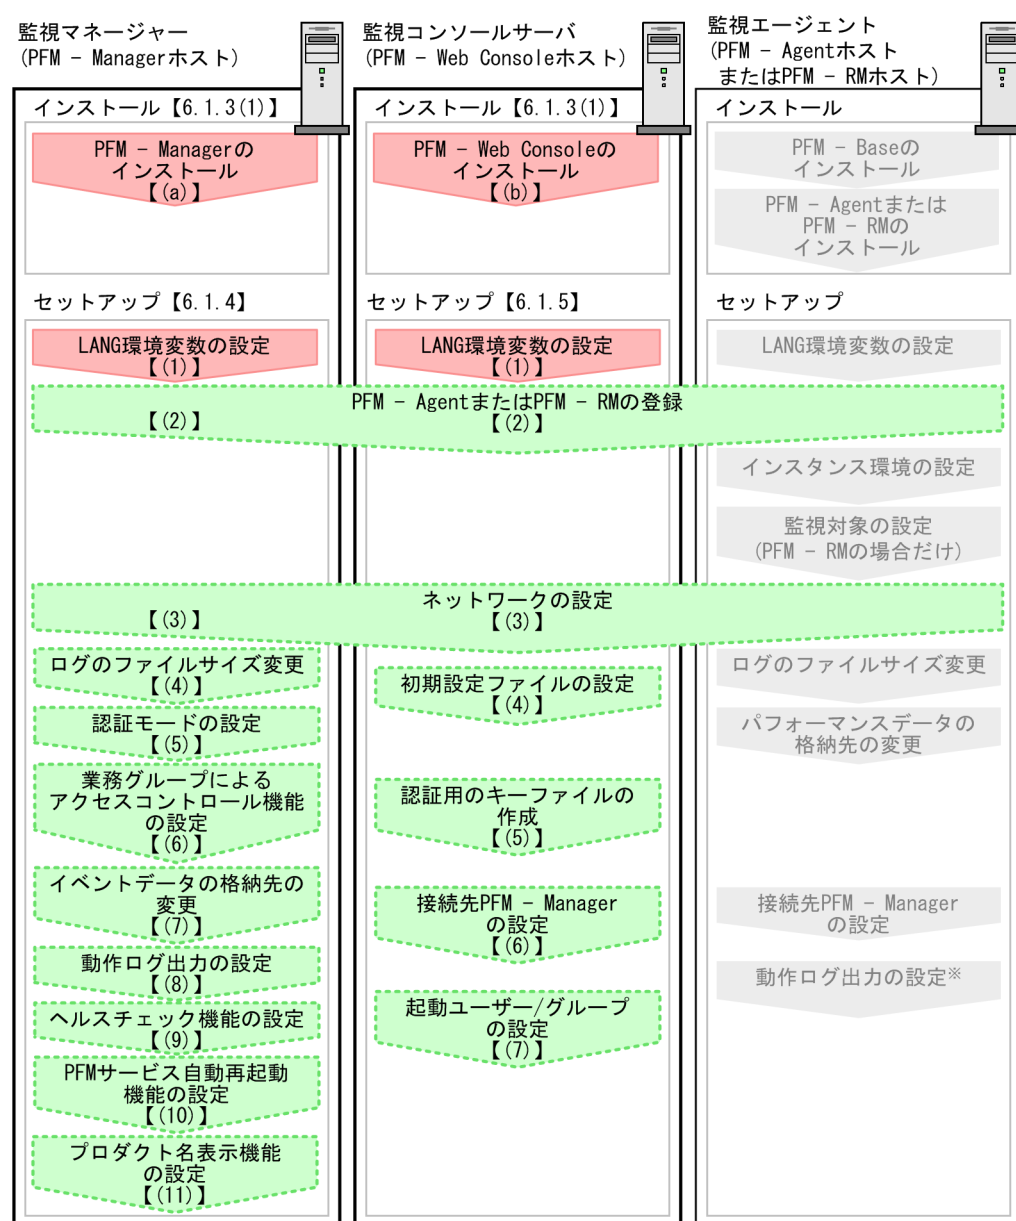 監視マネージャー
(PFM － Managerホスト)
インストール【6.1.3(1)】
PFM － Managerの
インストール
【(a)】
セットアップ【6.1.4】
LANG環境変数の設定
【(1)】
監視コンソールサーバ
(PFM － Web Consoleホスト)
インストール【6.1.3(1)】
PFM － Web Consoleの
インストール
【(b)】
セットアップ【6.1.5】
LANG環境変数の設定
【(1)】
監視エージェント
(PFM － Agentホスト
またはPFM － RMホスト)
インストール
PFM － Baseの
インストール
PFM － Agentまたは
PFM － RMの
インストール
セットアップ
LANG環境変数の設定
PFM － AgentまたはPFM － RMの登録
【(2)】
【(2)】
インスタンス環境の設定
監視対象の設定
(PFM － RMの場合だけ)
ネットワークの設定
【(3)】
【(3)】
ログのファイルサイズ変更
【(4)】
認証モードの設定
【(5)】
業務グループによる
アクセスコントロール機能
の設定
【(6)】
イベントデータの格納先の
変更
【(7)】
動作ログ出力の設定
【(8)】
ヘルスチェック機能の設定
【(9)】
PFMサービス自動再起動
機能の設定
【(10)】
プロダクト名表示機能
の設定
【(11)】
初期設定ファイルの設定
【(4)】
認証用のキーファイルの
作成
【(5)】
接続先PFM － Manager
の設定
【(6)】
起動ユーザー/グループ
の設定
【(7)】
ログのファイルサイズ変更
パフォーマンスデータの
格納先の変更
接続先PFM － Manager
の設定
動作ログ出力の設定※